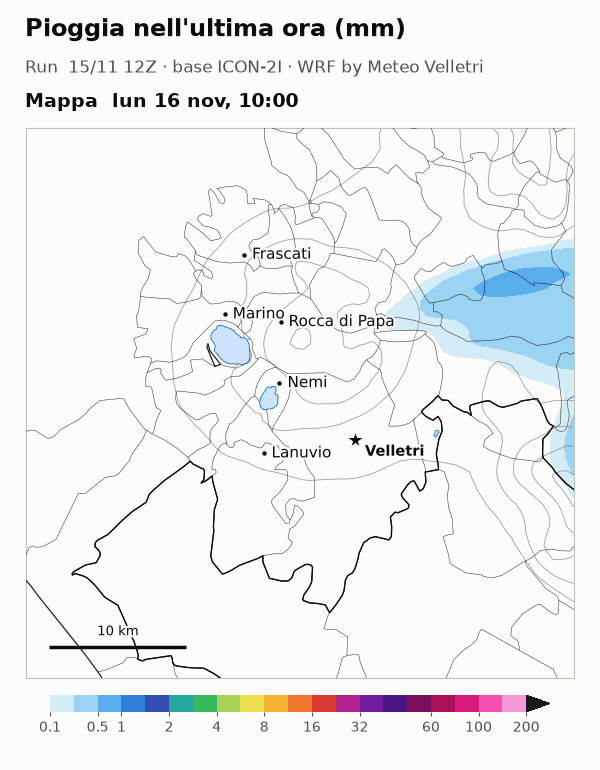 Pioggia nell'ultima ora (mm)
Run 15/11 12Z · base ICON-2I · WRF by Meteo Velletri
Mappa lun 16 nov, 10:00
Frascati
Marino
Rocca di Papa
Nemi
Velletri
Lanuvio
10 km
0.1 0.5 1 2 4 8 16 32 60 100 200